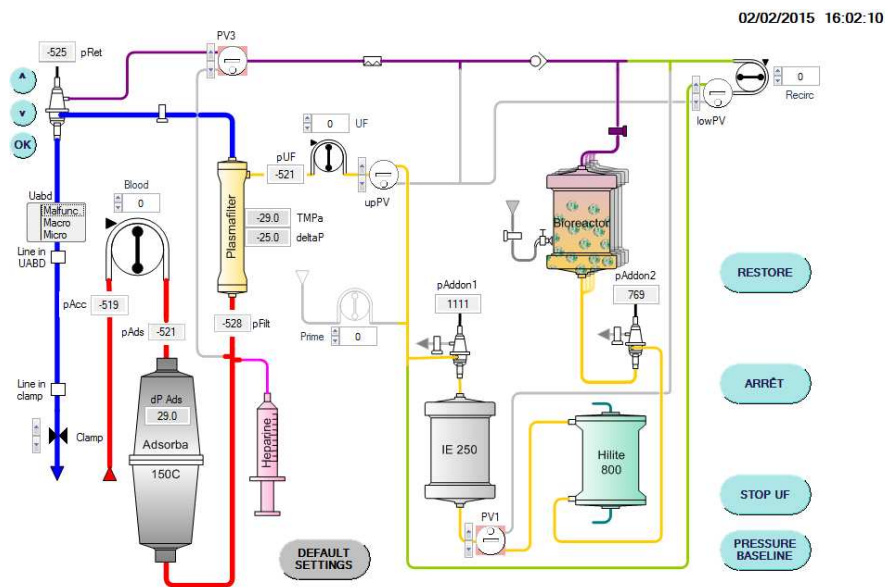 02/02/2015 16:02:10
PV3
-525 pRet
^
v
OK
0
Recirc
lowPV
0 UF
pUF
-521
upPV
Blood
0
Uabd
Malfunc.
Macro
Micro
Plasmafilter
-29.0 TMPa
-25.0 deltaP
Bioreactor
Line in
UABD
RESTORE
pAcc -519
pAddon1
1111
pAddon2
769
pAds -521
-528 pFilt
Prime 0
Line in
clamp
ARRÊT
dP Ads
29.0
Clamp
Adsorba
150C
Heparine
IE 250
Hilite
800
STOP UF
PV1
DEFAULT
SETTINGS
PRESSURE
BASELINE